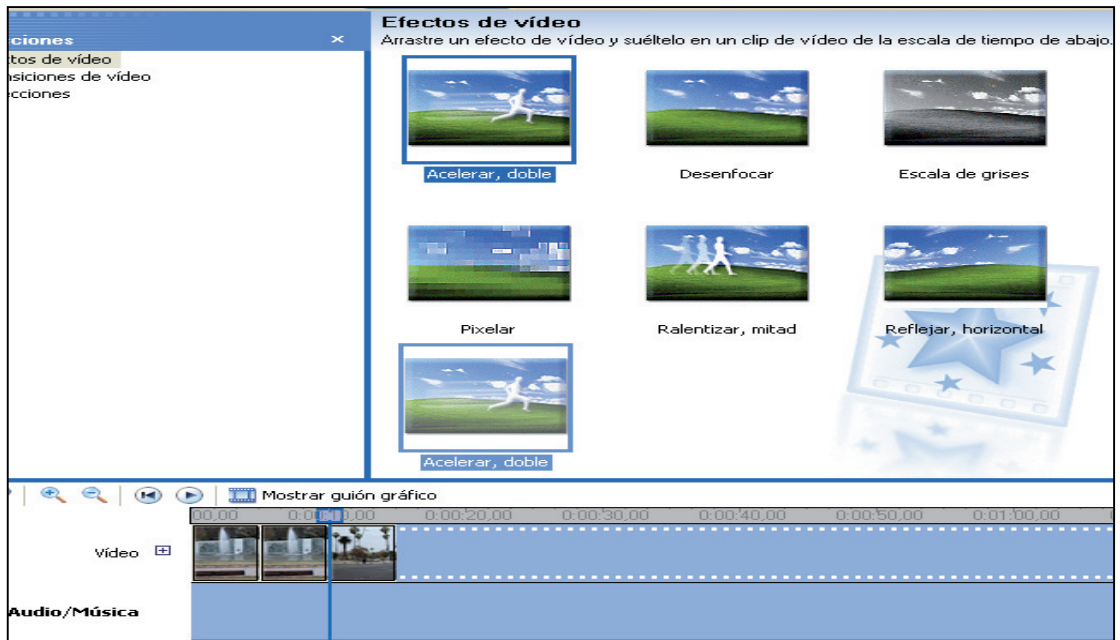 Efectos de vídeo
ciones
Arrastre un efecto de vídeo y suéltelo en un clip de vídeo de la escala de tiempo de abajo.
tos de vídeo
nsiciones de vídeo
cciones
Acelerar, doble
Desenfocar
Escala de grises
Pixelar
Ralentizar, mitad
Reflejar, horizontal
Acelerar, doble
Mostrar guión gráfico
00,00 0:00:20,00 0:00:30,00 0:00:40,00 0:00:50,00 0:01:00,00
Vídeo
Audio/Música